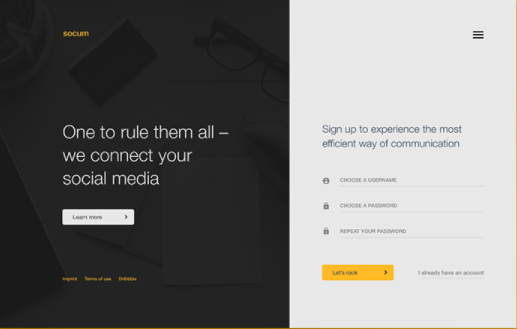 socum
One to rule them all –
we connect your
social media
Learn more
Imprint Terms of use Dribbble
Sign up to experience the most
efficient way of communication
CHOOSE A USERNAME
CHOOSE A PASSWORD
REPEAT YOUR PASSWORD
Let's rock
I already have an account